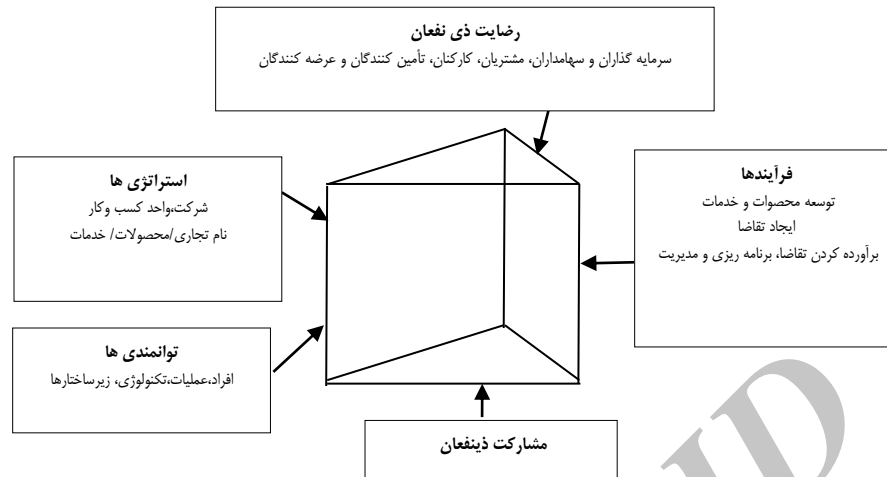 رضایت ذی نفعان
سرمایه گذاران و سهامداران، مشتریان، کارکنان، تأمین کنندگان و عرضه کنندگان
فرآیندها
توسعه محصوات و خدمات
ایجاد تقاضا
برآورده کردن تقاضا، برنامه ریزی و مدیریت
استراتژی ها
شرکت،واحد کسب وکار
نام تجاری/محصولات/ خدمات
توانمندی ها
افراد،عملیات،تکنولوژی، زیرساختارها
مشارکت ذینفعان